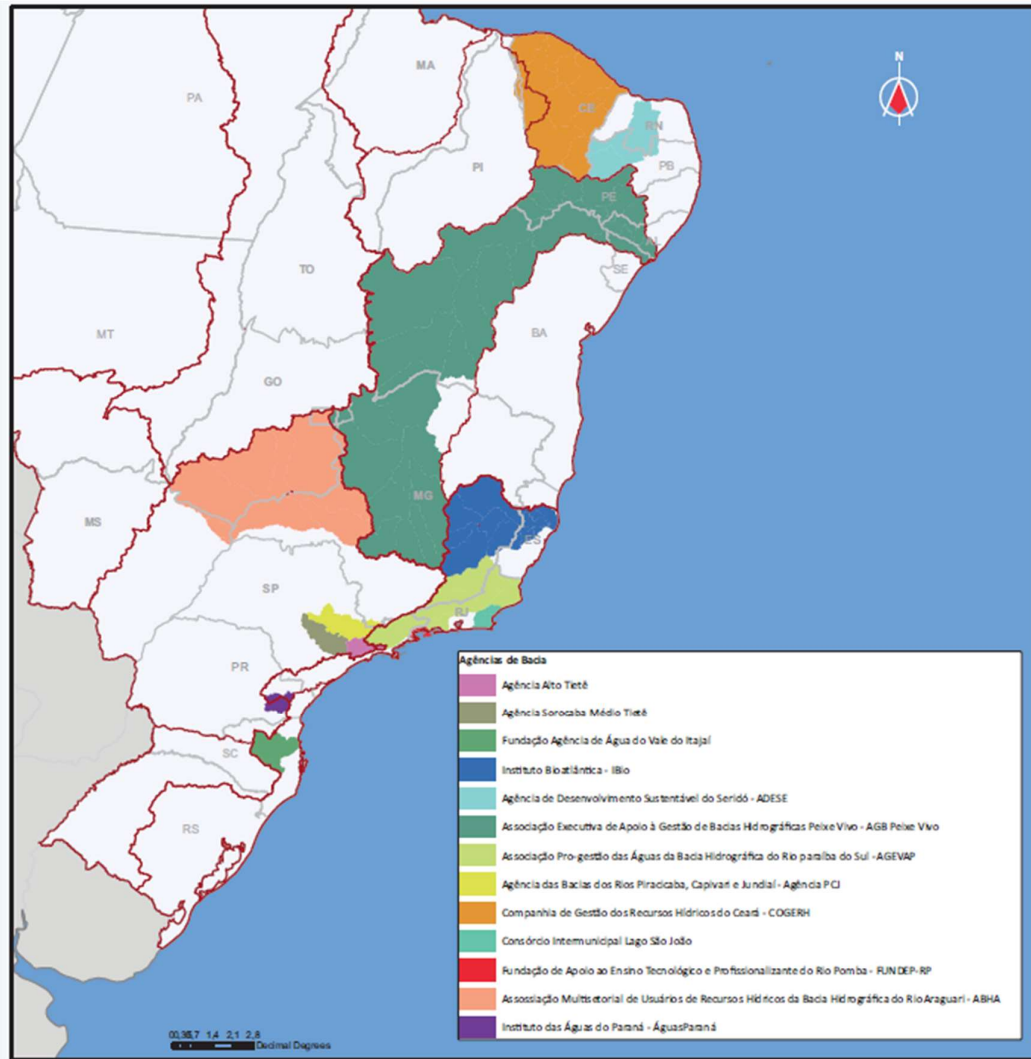 N
MA
PA
CE
RN
PI
PB
PE
AL
SE
TO
BA
MT
GO
MG
MS
ES
SP
RJ
PR
SC
RS
Agências de Bacia
Agência Alto Tietê
Agência Sorocaba Médio Tietê
Fundação Agência de Água do Vale do Itajaí
Instituto Bioatlântica - IBio
Agência de Desenvolvimento Sustentável do Seridó - ADESE
Associação Executiva de Apoio à Gestão de Bacias Hidrográficas Peixe Vivo - AGB Peixe Vivo
Associação Pro-gestão das Águas da Bacia Hidrográfica do Rio paraíba do Sul - AGEVAP
Agência das Bacias dos Rios Piracicaba, Capivari e Jundiaí - Agência PCJ
Companhia de Gestão dos Recursos Hídricos do Ceará - COGERH
Consórcio Intermunicipal Lago São João
Fundação de Apoio ao Ensino Tecnológico e Profissionalizante do Rio Pomba - FUNDEP-RP
Assossiação Multisetorial de Usuários de Recursos Hídricos da Bacia Hidrográfica do Rio Araguari - ABHA
Instituto das Águas do Paraná - ÁguasParaná
1,4 2,1 2,8
Decimal Degrees